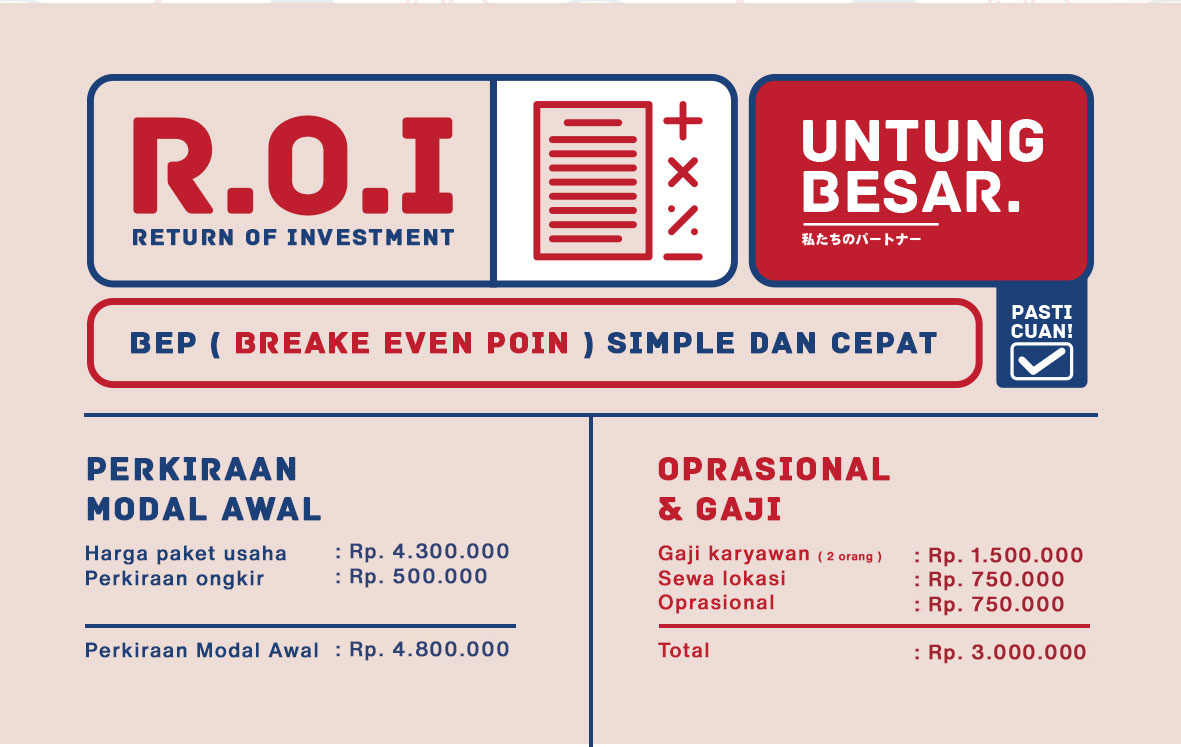 R.O.I
RETURN OF INVESTMENT
UNTUNG
BESAR.
私たちのパートナー
BEP ( BREAKE EVEN POIN ) SIMPLE DAN CEPAT
PASTI
CUAN!
PERKIRAAN
MODAL AWAL
Harga paket usaha : Rp. 4.300.000
Perkiraan ongkir : Rp. 500.000
Perkiraan Modal Awal : Rp. 4.800.000
OPRASIONAL
& GAJI
Gaji karyawan ( 2 orang ) : Rp. 1.500.000
Sewa lokasi : Rp. 750.000
Oprasional : Rp. 750.000
Total : Rp. 3.000.000